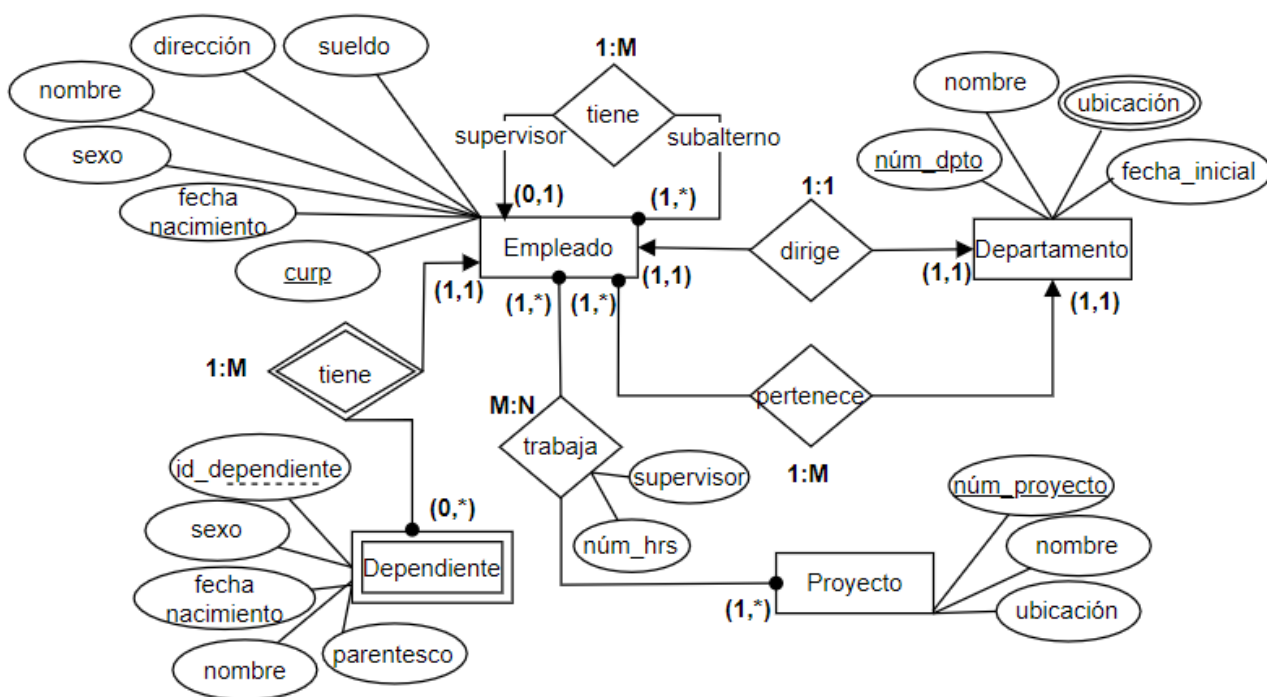 dirección
sueldo
1:M
nombre
tiene
nombre
ubicación
supervisor
subalterno
sexo
núm_dpto
fecha_inicial
fecha
nacimiento
(0,1)
(1,*)
1:1
Empleado
dirige
Departamento
curp
(1,1)
(1,*)
(1,*)
(1,1)
(1,1)
(1,1)
1:M
tiene
M:N
pertenece
trabaja
id_dependiente
supervisor
1:M
núm_proyecto
(0,*)
sexo
núm_hrs
nombre
Dependiente
fecha
nacimiento
Proyecto
(1,*)
ubicación
nombre
parentesco